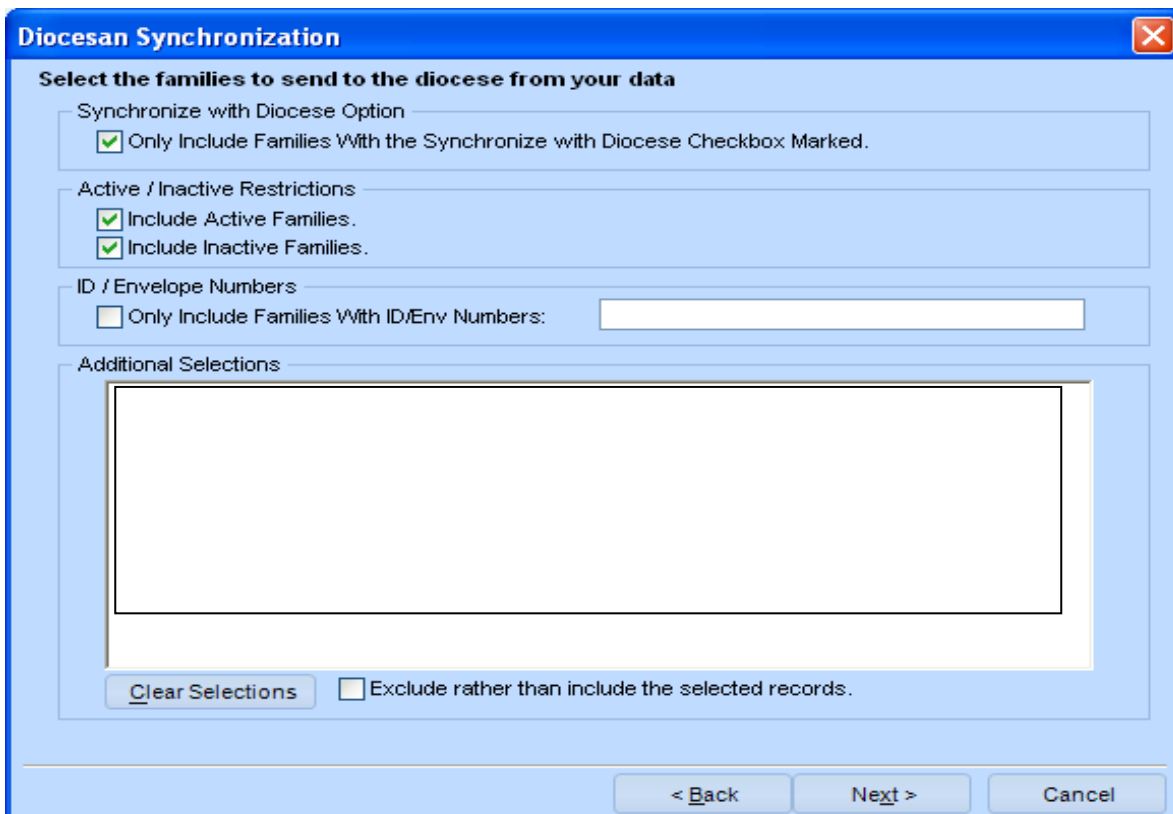 Diocesan Synchronization
Select the families to send to the diocese from your data
Synchronize with Diocese Option
Only Include Families With the Synchronize with Diocese Checkbox Marked.
Active / Inactive Restrictions
Include Active Families.
Include Inactive Families.
ID / Envelope Numbers
Only Include Families With ID/Env Numbers:
Additional Selections
Clear Selections Exclude rather than include the selected records.
< Back Next > Cancel